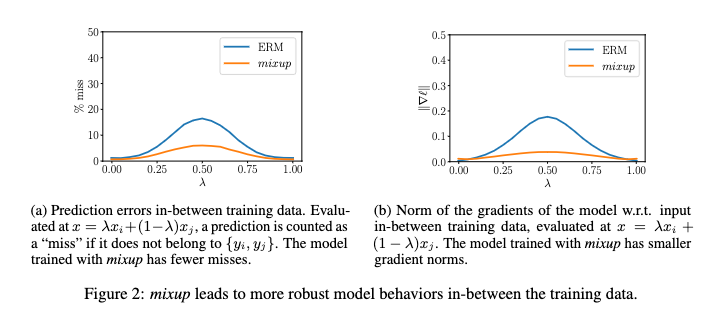 50
40
30
20
10
0
% miss
ERM
mixup
0.00 0.25 0.50 0.75 1.00
λ
0.5
0.4
0.3
0.2
0.1
0.0
‖∇ℓ‖
ERM
mixup
0.00 0.25 0.50 0.75 1.00
λ
(a) Prediction errors in-between training data. Evalu-
ated at x = λxᵢ+(1−λ)xⱼ, a prediction is counted as
a “miss” if it does not belong to {yᵢ, yⱼ}. The model
trained with mixup has fewer misses.
(b) Norm of the gradients of the model w.r.t. input
in-between training data, evaluated at x = λxᵢ +
(1 − λ)xⱼ. The model trained with mixup has smaller
gradient norms.
Figure 2: mixup leads to more robust model behaviors in-between the training data.